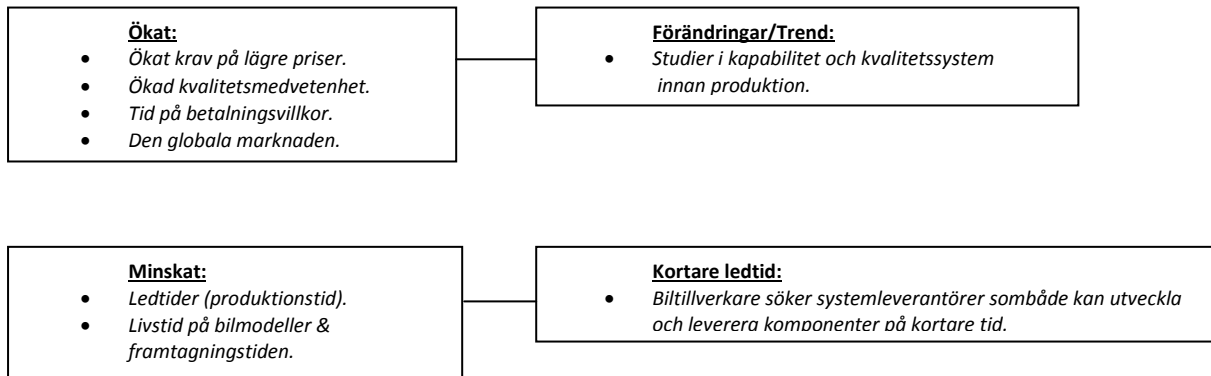 Ökat:
• Ökat krav på lägre priser.
• Ökad kvalitetsmedvetenhet.
• Tid på betalningsvillkor.
• Den globala marknaden.
Förändringar/Trend:
• Studier i kapabilitet och kvalitetssystem
innan produktion.
Minskat:
• Ledtider (produktionstid).
• Livstid på bilmodeller &
framtagningstiden.
Kortare ledtid:
• Biltillverkare söker systemleverantörer sombåde kan utveckla
och leverera komponenter på kortare tid.